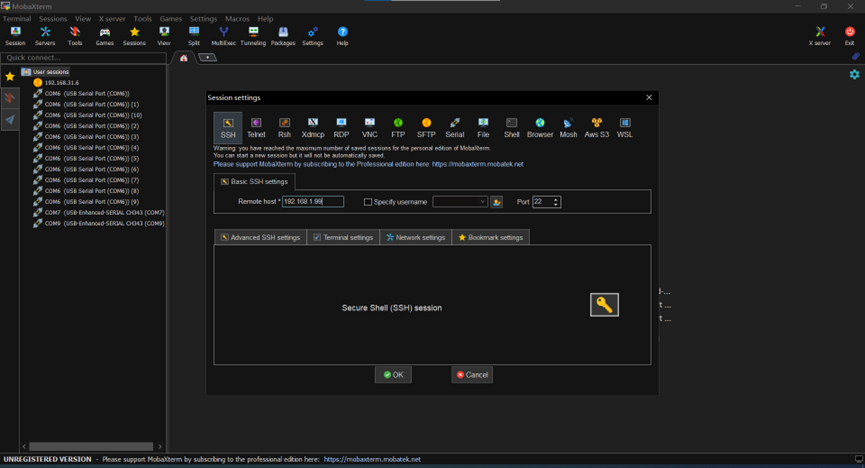 MobaXterm
Terminal Sessions View X server Tools Games Settings Macros Help
Session Servers Tools Games Sessions View Split MultiExec Tunneling Packages Settings Help X server Exit
Quick connect...
User sessions
192.168.31.6
COM6 (USB Serial Port (COM6))
COM6 (USB Serial Port (COM6)) (1)
COM6 (USB Serial Port (COM6)) (10)
COM6 (USB Serial Port (COM6)) (2)
COM6 (USB Serial Port (COM6)) (3)
COM6 (USB Serial Port (COM6)) (4)
COM6 (USB Serial Port (COM6)) (5)
COM6 (USB Serial Port (COM6)) (6)
COM6 (USB Serial Port (COM6)) (7)
COM6 (USB Serial Port (COM6)) (8)
COM6 (USB Serial Port (COM6)) (9)
COM7 (USB-Enhanced-SERIAL CH343 (COM7)
COM9 (USB-Enhanced-SERIAL CH343 (COM9)
Session settings
SSH Telnet Rsh Xdmcp RDP VNC FTP SFTP Serial File Shell Browser Mosh Aws S3 WSL
Warning: you have reached the maximum number of saved sessions for the personal edition of MobaXterm.
You can start a new session but it will not be automatically saved.
Please support MobaXterm by subscribing to the Professional edition here: https://mobaxterm.mobatek.net
Basic SSH settings
Remote host * 192.168.1.99 Specify username Port 22
Advanced SSH settings Terminal settings Network settings Bookmark settings
Secure Shell (SSH) session
OK Cancel
UNREGISTERED VERSION - Please support MobaXterm by subscribing to the professional edition here: https://mobaxterm.mobatek.net